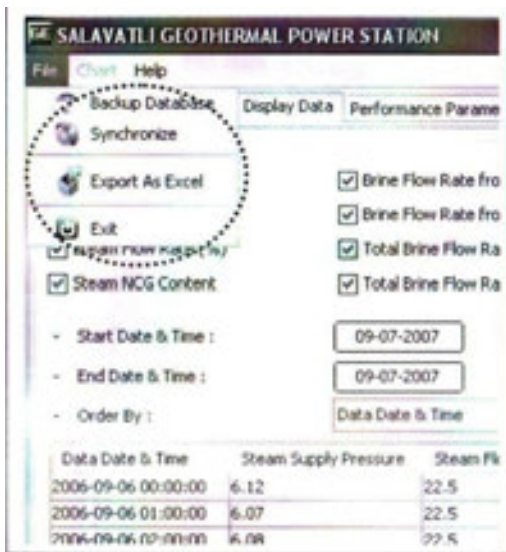 SALAVATLI GEOTHERMAL POWER STATION
File Chart Help
Backup Database
Display Data
Performance Parame
Synchronize
Export As Excel
Brine Flow Rate fro
Exit
Brine Flow Rate fro
Flow (%)
Total Brine Flow Ra
Steam NCG Content
Total Brine Flow Ra
- Start Date & Time : 09-07-2007
- End Date & Time : 09-07-2007
- Order By : Data Date & Time
Data Date & Time Steam Supply Pressure Steam Fl
2006-09-06 00:00:00 6.12 22.5
2006-09-06 01:00:00 6.07 22.5
2006-09-06 02:00:00 6.08 22.5